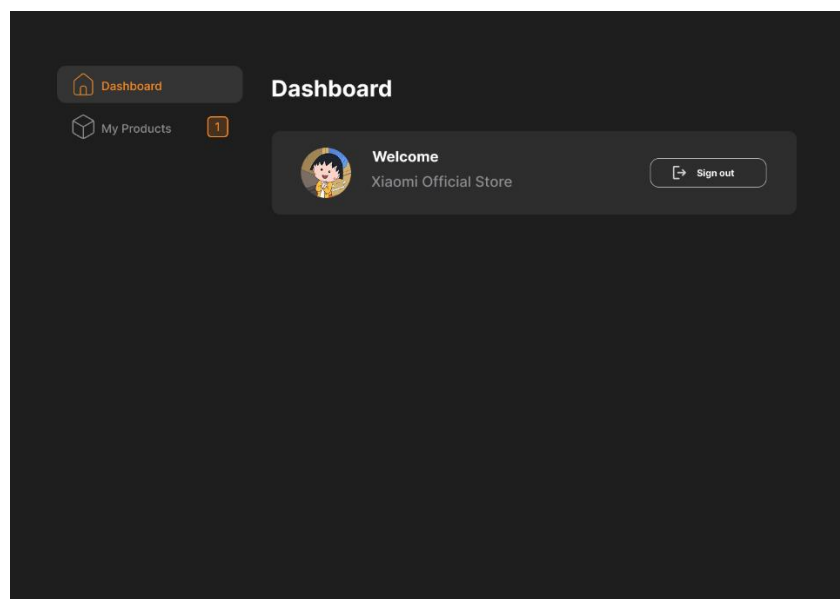 Dashboard
My Products
1
Dashboard
Welcome
Xiaomi Official Store
Sign out